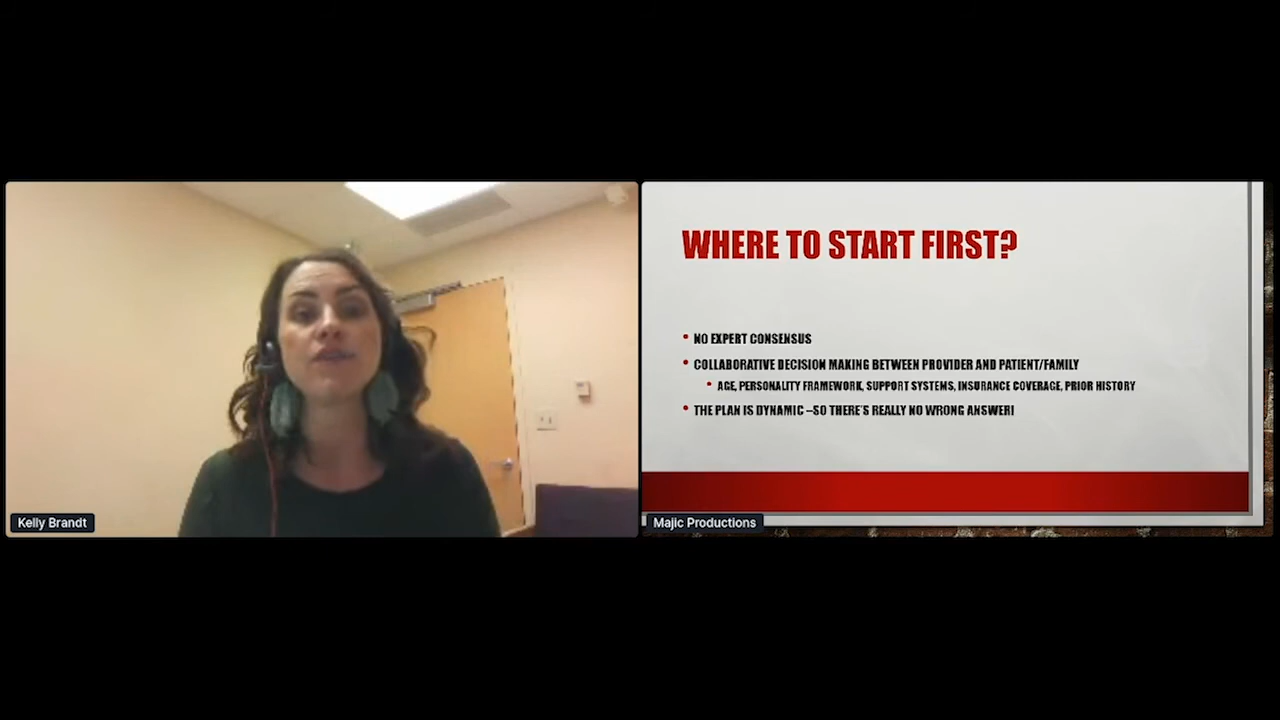 WHERE TO START FIRST?
• NO EXPERT CONSENSUS
• COLLABORATIVE DECISION MAKING BETWEEN PROVIDER AND PATIENT/FAMILY
• AGE, PERSONALITY FRAMEWORK, SUPPORT SYSTEMS, INSURANCE COVERAGE, PRIOR HISTORY
• THE PLAN IS DYNAMIC –SO THERE'S REALLY NO WRONG ANSWER!
Kelly Brandt
Majic Productions